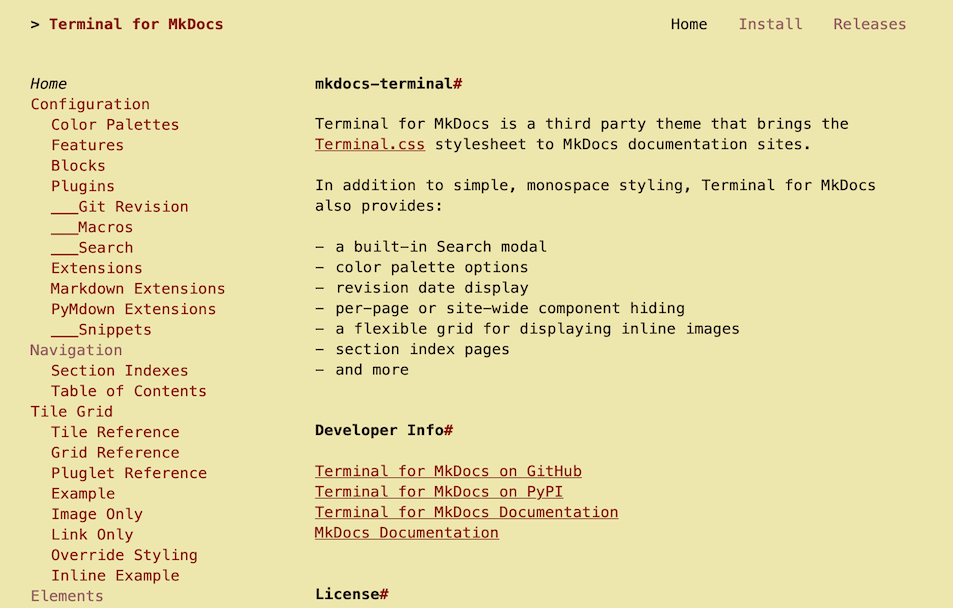 > Terminal for MkDocs
Home Install Releases
Home
Configuration
Color Palettes
Features
Blocks
Plugins
___Git Revision
___Macros
___Search
Extensions
Markdown Extensions
PyMdown Extensions
___Snippets
Navigation
Section Indexes
Table of Contents
Tile Grid
Tile Reference
Grid Reference
Pluglet Reference
Example
Image Only
Link Only
Override Styling
Inline Example
Elements
mkdocs-terminal#
Terminal for MkDocs is a third party theme that brings the
Terminal.css stylesheet to MkDocs documentation sites.
In addition to simple, monospace styling, Terminal for MkDocs
also provides:
- a built-in Search modal
- color palette options
- revision date display
- per-page or site-wide component hiding
- a flexible grid for displaying inline images
- section index pages
- and more
Developer Info#
Terminal for MkDocs on GitHub
Terminal for MkDocs on PyPI
Terminal for MkDocs Documentation
MkDocs Documentation
License#